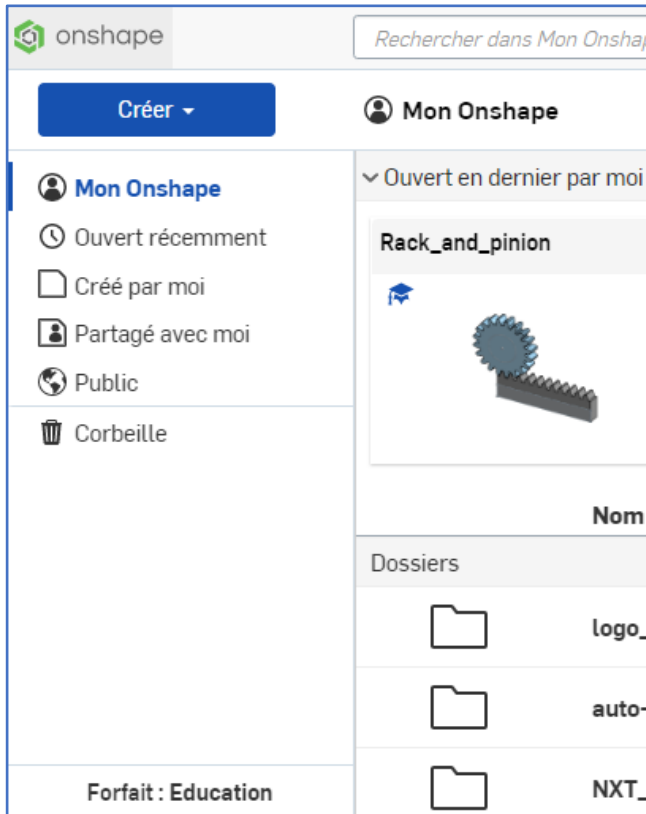 onshape
Rechercher dans Mon Onshap
Créer
Mon Onshape
Mon Onshape
Ouvert récemment
Créé par moi
Partagé avec moi
Public
Corbeille
Forfait : Education
Ouvert en dernier par moi
Rack_and_pinion
Nom
Dossiers
logo_
auto-
NXT_